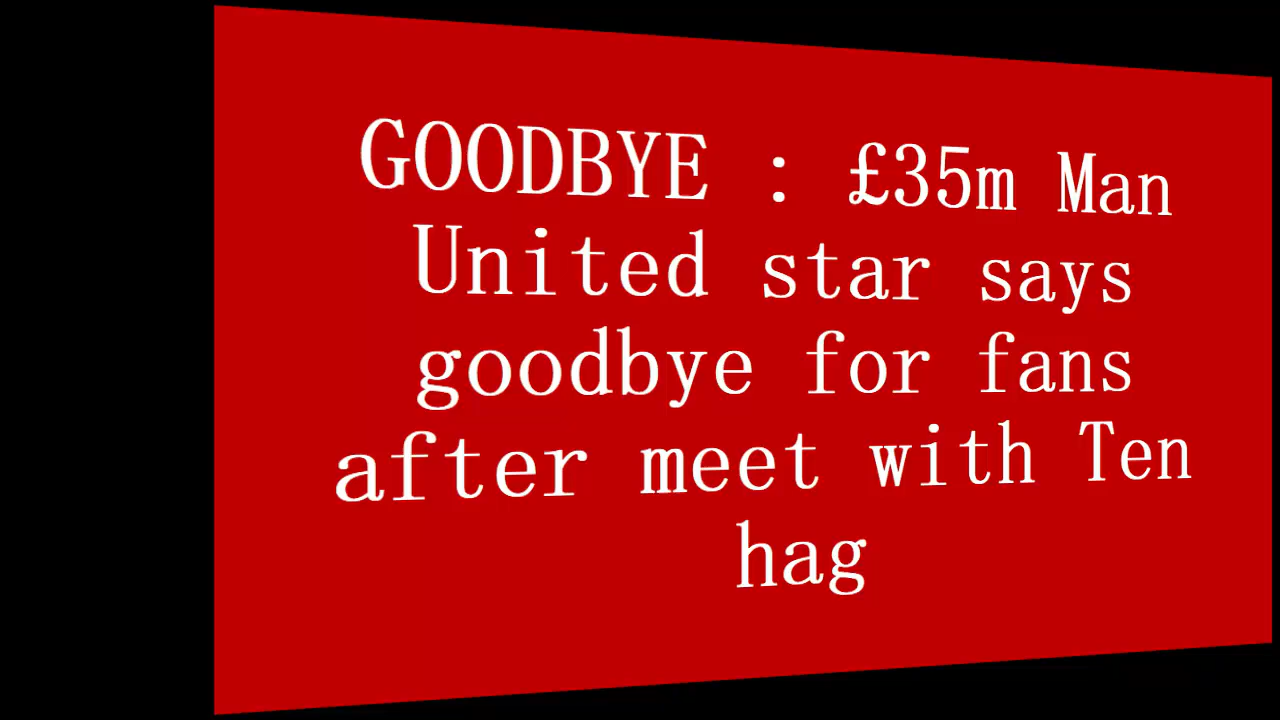 GOODBYE : £35m Man
United star says
goodbye for fans
after meet with Ten
hag